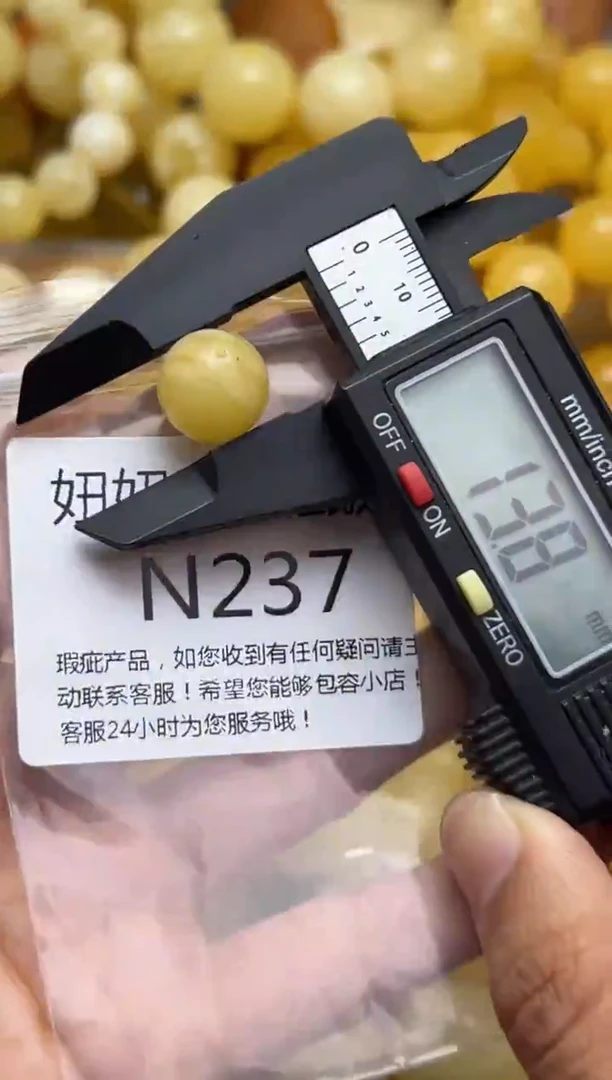 0
10
1 2 3 4 5
mm/inch
OFF
ON
ZERO
13.8
N237
瑕疵产品，如您收到有任何疑问请主
动联系客服！希望您能够包容小店！
客服24小时为您服务哦！